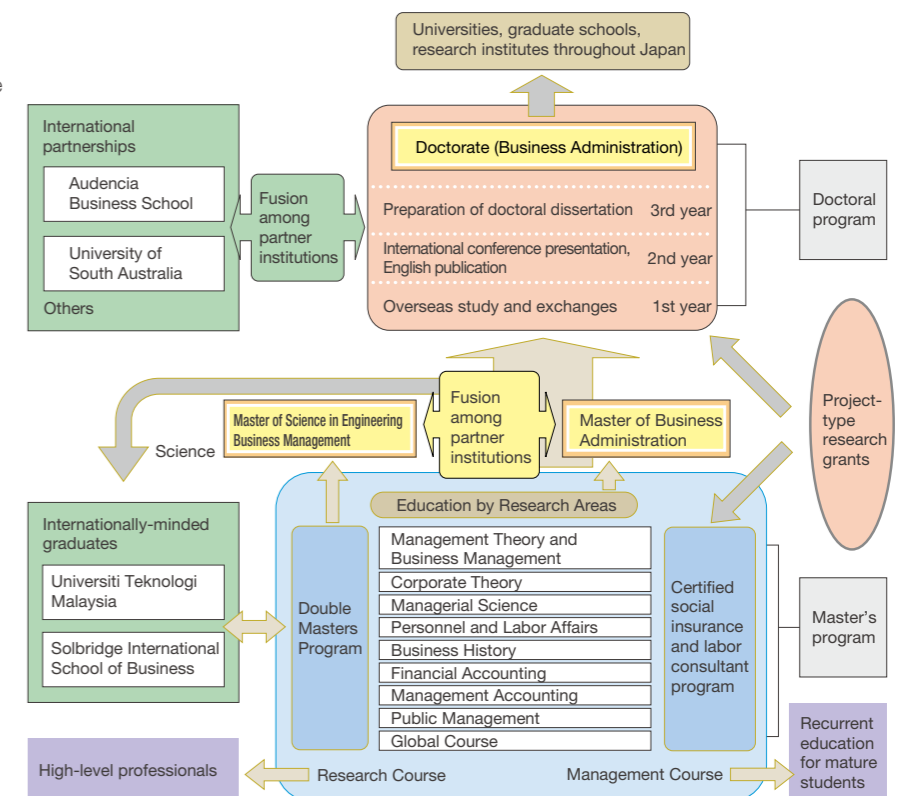 Universities, graduate schools,
research institutes throughout Japan
e
International
partnerships
Audencia
Business School
University of
South Australia
Others
Fusion
among
partner
institutions
Doctorate (Business Administration)
Preparation of doctoral dissertation 3rd year
International conference presentation,
English publication 2nd year
Overseas study and exchanges 1st year
Doctoral
program
Project-
type
research
grants
Science
Master of Science in Engineering
Business Management
Fusion
among
partner
institutions
Master of Business
Administration
Internationally-minded
graduates
Universiti Teknologi
Malaysia
Solbridge International
School of Business
Education by Research Areas
Double
Masters
Program
Management Theory and
Business Management
Corporate Theory
Managerial Science
Personnel and Labor Affairs
Business History
Financial Accounting
Management Accounting
Public Management
Global Course
Certified
social
insurance
and labor
consultant
program
Master's
program
High-level professionals
Research Course
Management Course
Recurrent
education
for mature
students